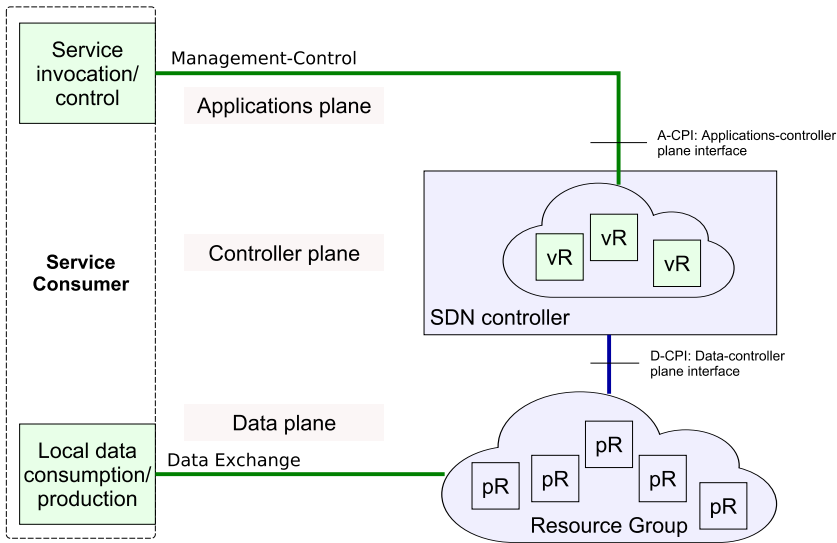 Service
invocation/
control
Management-Control
Applications plane
A-CPI: Applications-controller
plane interface
Controller plane
vR
vR
vR
SDN controller
Service
Consumer
D-CPI: Data-controller
plane interface
Data plane
Local data
consumption/
production
Data Exchange
pR
pR
pR
pR
pR
Resource Group